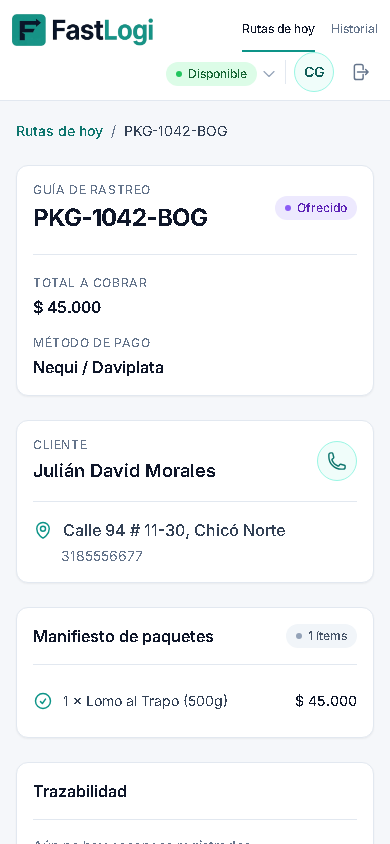 FastLogi
Rutas de hoy
Historial
Disponible
CG
Rutas de hoy / PKG-1042-BOG
GUÍA DE RASTREO
PKG-1042-BOG
Ofrecido
TOTAL A COBRAR
$ 45.000
MÉTODO DE PAGO
Nequi / Daviplata
CLIENTE
Julián David Morales
Calle 94 # 11-30, Chicó Norte
3185556677
Manifiesto de paquetes
1 ítems
1 × Lomo al Trapo (500g)
$ 45.000
Trazabilidad